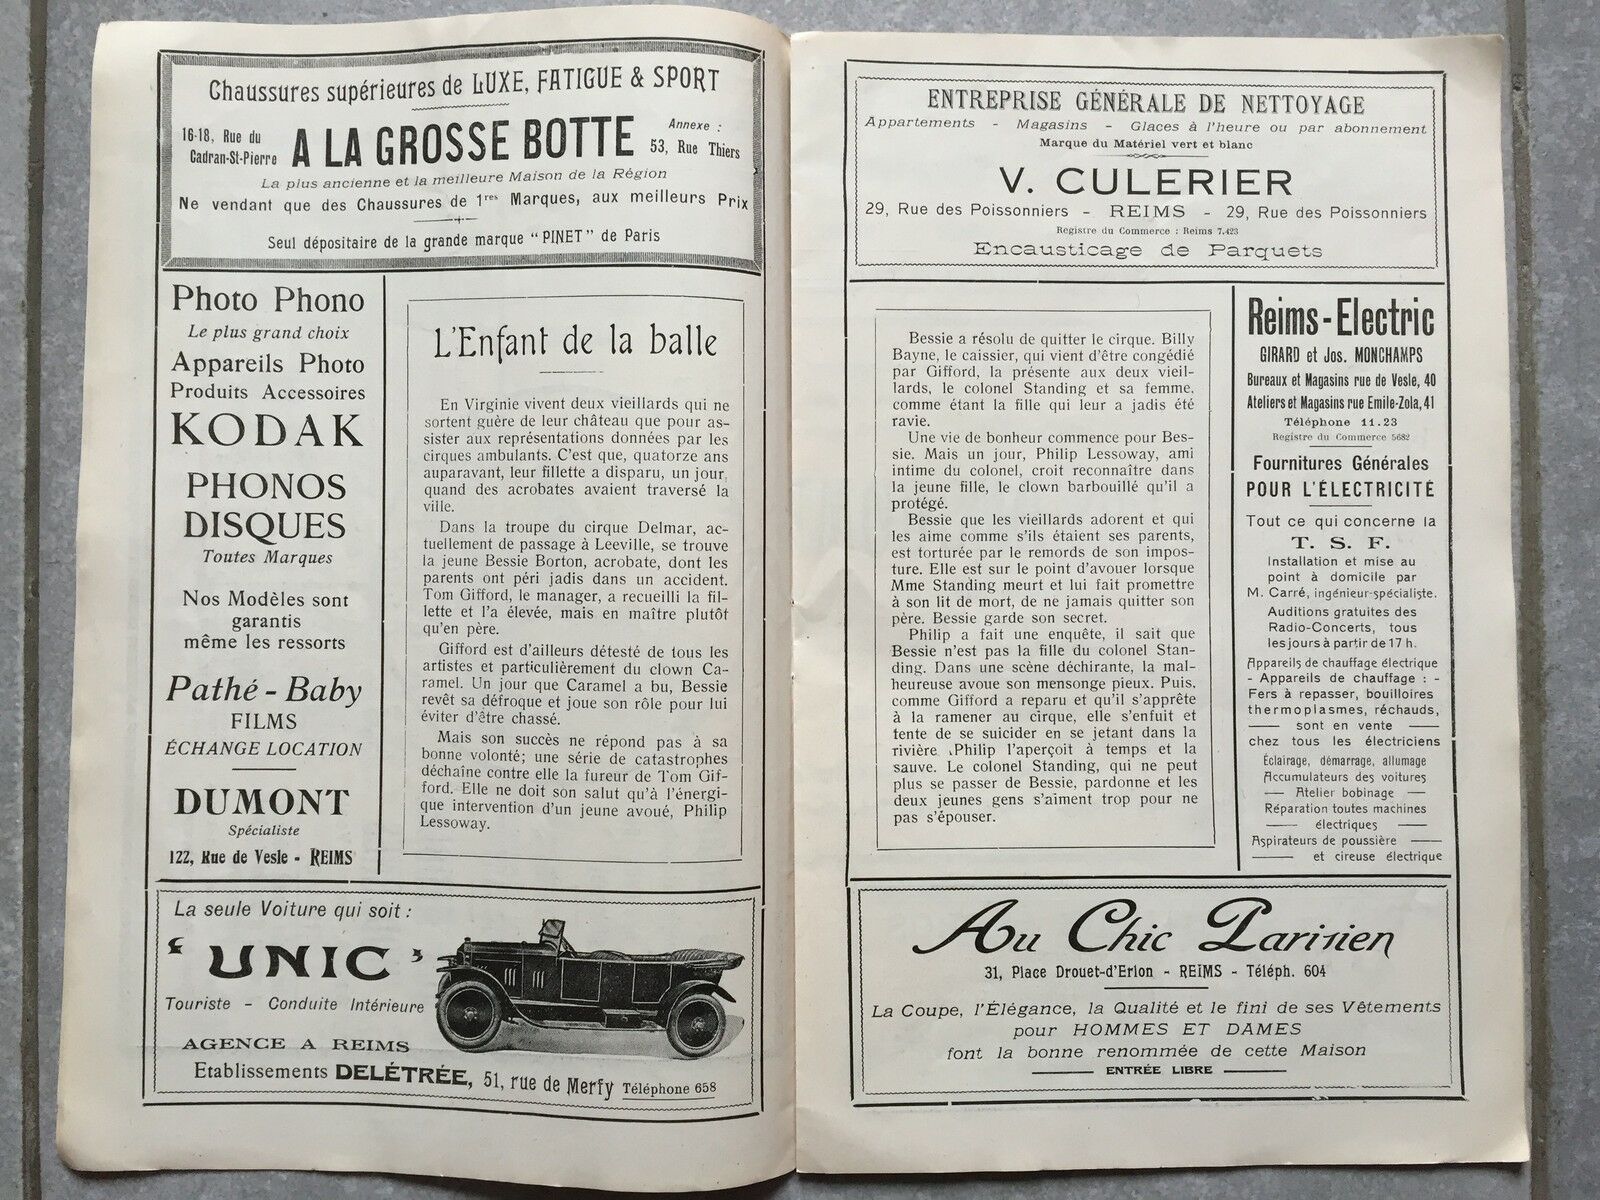 Chaussures supérieures de LUXE, FATIGUE & SPORT
16-18, Rue du
Cadran-St-Pierre
A LA GROSSE BOTTE
Annexe :
53, Rue Thiers
La plus ancienne et la meilleure Maison de la Région
Ne vendant que des Chaussures de 1res Marques, aux meilleurs Prix
Seul dépositaire de la grande marque "PINET" de Paris
Photo Phono
Le plus grand choix
Appareils Photo
Produits Accessoires
KODAK
PHONOS
DISQUES
Toutes Marques
Nos Modèles sont
garantis
même les ressorts
Pathé - Baby
FILMS
ÉCHANGE LOCATION
DUMONT
Spécialiste
122, Rue de Vesle - REIMS
L'Enfant de la balle
En Virginie vivent deux vieillards qui ne
sortent guère de leur château que pour as-
sister aux représentations données par les
cirques ambulants. C'est que, quatorze ans
auparavant, leur fillette a disparu, un jour,
quand des acrobates avaient traversé la
ville.
Dans la troupe du cirque Delmar, ac-
tuellement de passage à Leeville, se trouve
la jeune Bessie Borton, acrobate, dont les
parents ont péri jadis dans un accident.
Tom Gifford, le manager, a recueilli la fil-
lette et l'a élevée, mais en maître plutôt
qu'en père.
Gifford est d'ailleurs détesté de tous les
artistes et particulièrement du clown Ca-
ramel. Un jour que Caramel a bu, Bessie
revêt sa défroque et joue son rôle pour lui
éviter d'être chassé.
Mais son succès ne répond pas à sa
bonne volonté; une série de catastrophes
déchaîne contre elle la fureur de Tom Gif-
ford. Elle ne doit son salut qu'à l'énergi-
que intervention d'un jeune avoué, Philip
Lessoway.
La seule Voiture qui soit :
' UNIC '
Touriste - Conduite Intérieure
AGENCE A REIMS
Etablissements DELÉTRÉE, 51, rue de Merfy Téléphone 658
ENTREPRISE GÉNÉRALE DE NETTOYAGE
Appartements - Magasins - Glaces à l'heure ou par abonnement
Marque du Matériel vert et blanc
V. CULERIER
29, Rue des Poissonniers - REIMS - 29, Rue des Poissonniers
Registre du Commerce : Reims 7.423
Encausticage de Parquets
Bessie a résolu de quitter le cirque. Billy
Bayne, le caissier, qui vient d'être congédié
par Gifford, la présente aux deux vieil-
lards, le colonel Standing et sa femme,
comme étant la fille qui leur a jadis été
ravie.
Une vie de bonheur commence pour Bes-
sie. Mais un jour, Philip Lessoway, ami
intime du colonel, croit reconnaître dans
la jeune fille, le clown barbouillé qu'il a
protégé.
Bessie que les vieillards adorent et qui
les aime comme s'ils étaient ses parents,
est torturée par le remords de son impos-
ture. Elle est sur le point d'avouer lorsque
Mme Standing meurt et lui fait promettre
à son lit de mort, de ne jamais quitter son
père. Bessie garde son secret.
Philip a fait une enquête, il sait que
Bessie n'est pas la fille du colonel Stan-
ding. Dans une scène déchirante, la mal-
heureuse avoue son mensonge pieux. Puis,
comme Gifford a reparu et qu'il s'apprête
à la ramener au cirque, elle s'enfuit et
tente de se suicider en se jetant dans la
rivière. Philip l'aperçoit à temps et la
sauve. Le colonel Standing, qui ne peut
plus se passer de Bessie, pardonne et les
deux jeunes gens s'aiment trop pour ne
pas s'épouser.
Reims-Electric
GIRARD et Jos. MONCHAMPS
Bureaux et Magasins rue de Vesle, 40
Ateliers et Magasins rue Emile-Zola, 41
Téléphone 11.23
Registre du Commerce 5682
Fournitures Générales
POUR L'ÉLECTRICITÉ
Tout ce qui concerne la
T. S. F.
Installation et mise au
point à domicile par
M. Carré, ingénieur-spécialiste.
Auditions gratuites des
Radio-Concerts, tous
les jours à partir de 17 h.
Appareils de chauffage électrique
- Appareils de chauffage : -
Fers à repasser, bouilloires
thermoplasmes, réchauds,
sont en vente
chez tous les électriciens
Éclairage, démarrage, allumage
Accumulateurs des voitures
Atelier bobinage
Réparation toutes machines
électriques
Aspirateurs de poussière
et cireuse électrique
Au Chic Parisien
31, Place Drouet-d'Erlon - REIMS - Téléph. 604
La Coupe, l'Élégance, la Qualité et le fini de ses Vêtements
pour HOMMES ET DAMES
font la bonne renommée de cette Maison
ENTRÉE LIBRE